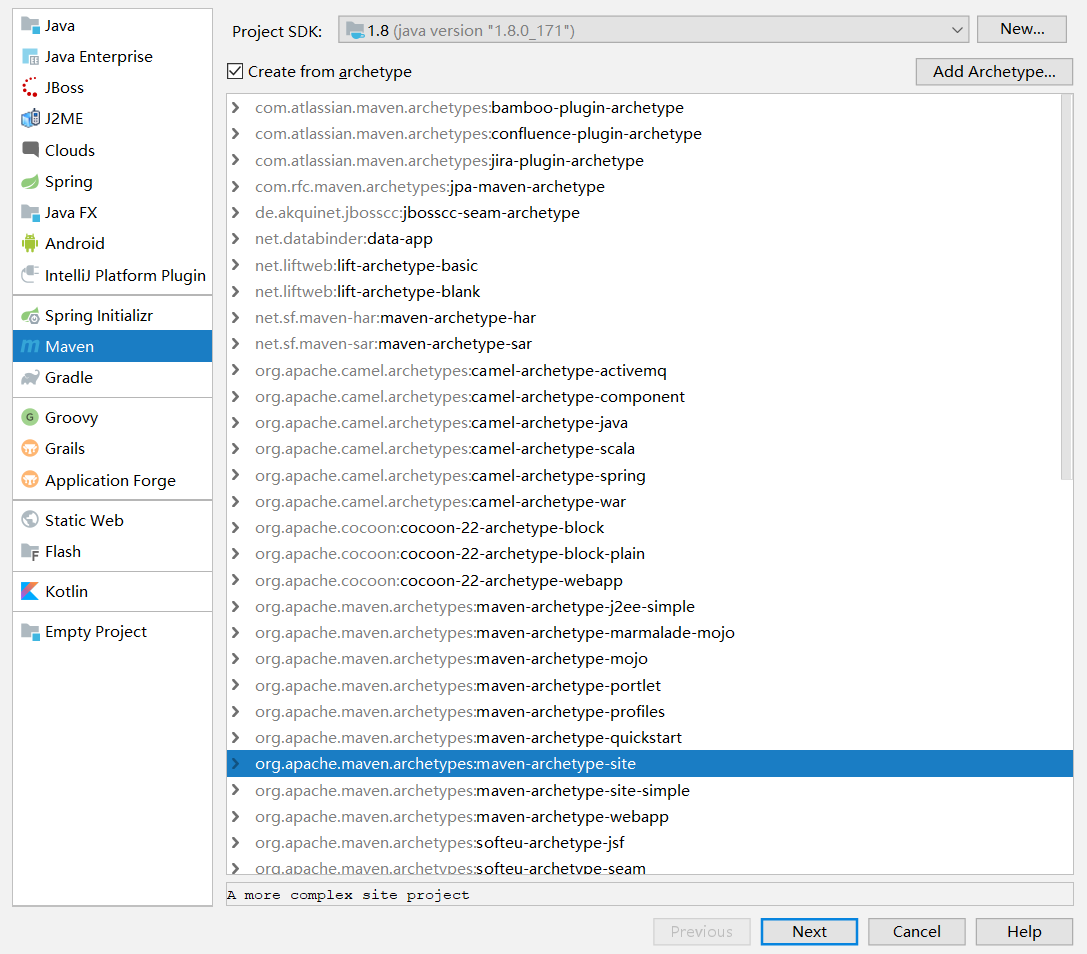 Java
Java Enterprise
JBoss
J2ME
Clouds
Spring
Java FX
Android
IntelliJ Platform Plugin
Spring Initializr
m Maven
Gradle
G Groovy
Grails
Application Forge
Static Web
F Flash
Kotlin
Empty Project
Project SDK: 1.8 (java version "1.8.0_171") New...
Create from archetype Add Archetype...
com.atlassian.maven.archetypes:bamboo-plugin-archetype
com.atlassian.maven.archetypes:confluence-plugin-archetype
com.atlassian.maven.archetypes:jira-plugin-archetype
com.rfc.maven.archetypes:jpa-maven-archetype
de.akquinet.jbosscc:jbosscc-seam-archetype
net.databinder:data-app
net.liftweb:lift-archetype-basic
net.liftweb:lift-archetype-blank
net.sf.maven-har:maven-archetype-har
net.sf.maven-sar:maven-archetype-sar
org.apache.camel.archetypes:camel-archetype-activemq
org.apache.camel.archetypes:camel-archetype-component
org.apache.camel.archetypes:camel-archetype-java
org.apache.camel.archetypes:camel-archetype-scala
org.apache.camel.archetypes:camel-archetype-spring
org.apache.camel.archetypes:camel-archetype-war
org.apache.cocoon:cocoon-22-archetype-block
org.apache.cocoon:cocoon-22-archetype-block-plain
org.apache.cocoon:cocoon-22-archetype-webapp
org.apache.maven.archetypes:maven-archetype-j2ee-simple
org.apache.maven.archetypes:maven-archetype-marmalade-mojo
org.apache.maven.archetypes:maven-archetype-mojo
org.apache.maven.archetypes:maven-archetype-portlet
org.apache.maven.archetypes:maven-archetype-profiles
org.apache.maven.archetypes:maven-archetype-quickstart
org.apache.maven.archetypes:maven-archetype-site
org.apache.maven.archetypes:maven-archetype-site-simple
org.apache.maven.archetypes:maven-archetype-webapp
org.apache.maven.archetypes:softeu-archetype-jsf
org.apache.maven.archetypes:softeu-archetype-seam
A more complex site project
Previous Next Cancel Help